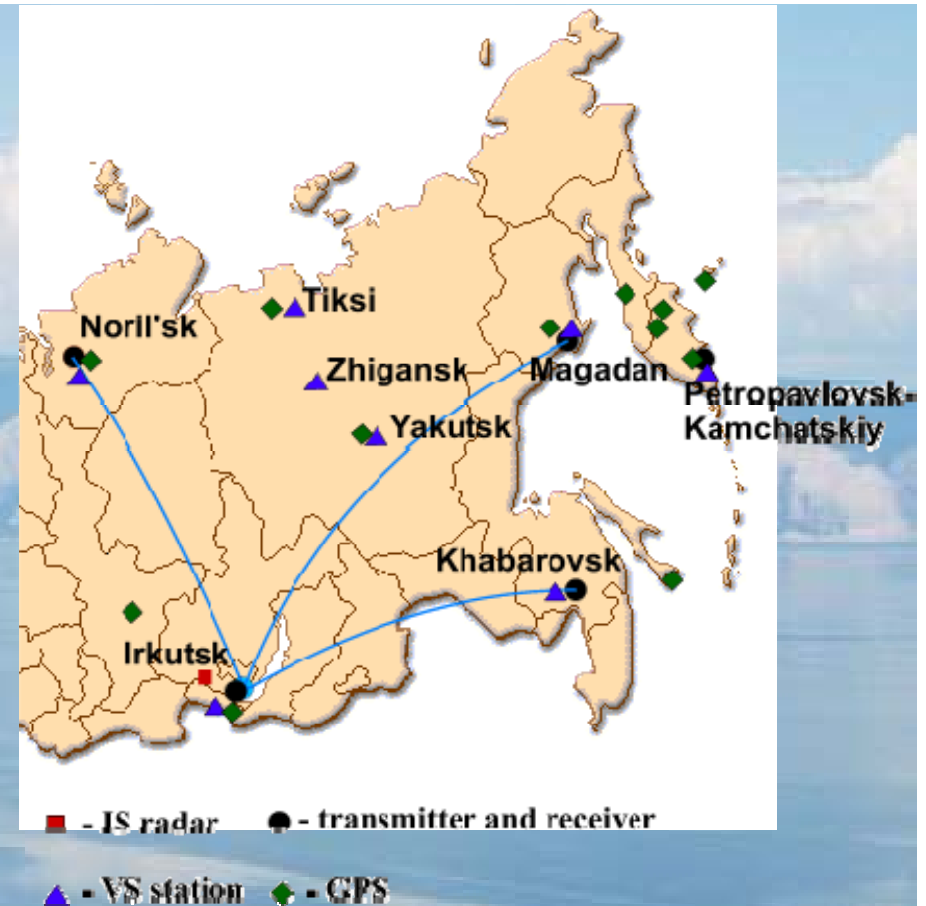 Tiksi
Noril'sk
Zhigansk
Magadan
Petropavlovsk-
Kamchatskiy
Yakutsk
Khabarovsk
Irkutsk
- IS radar - transmitter and receiver
- VS station - GPS